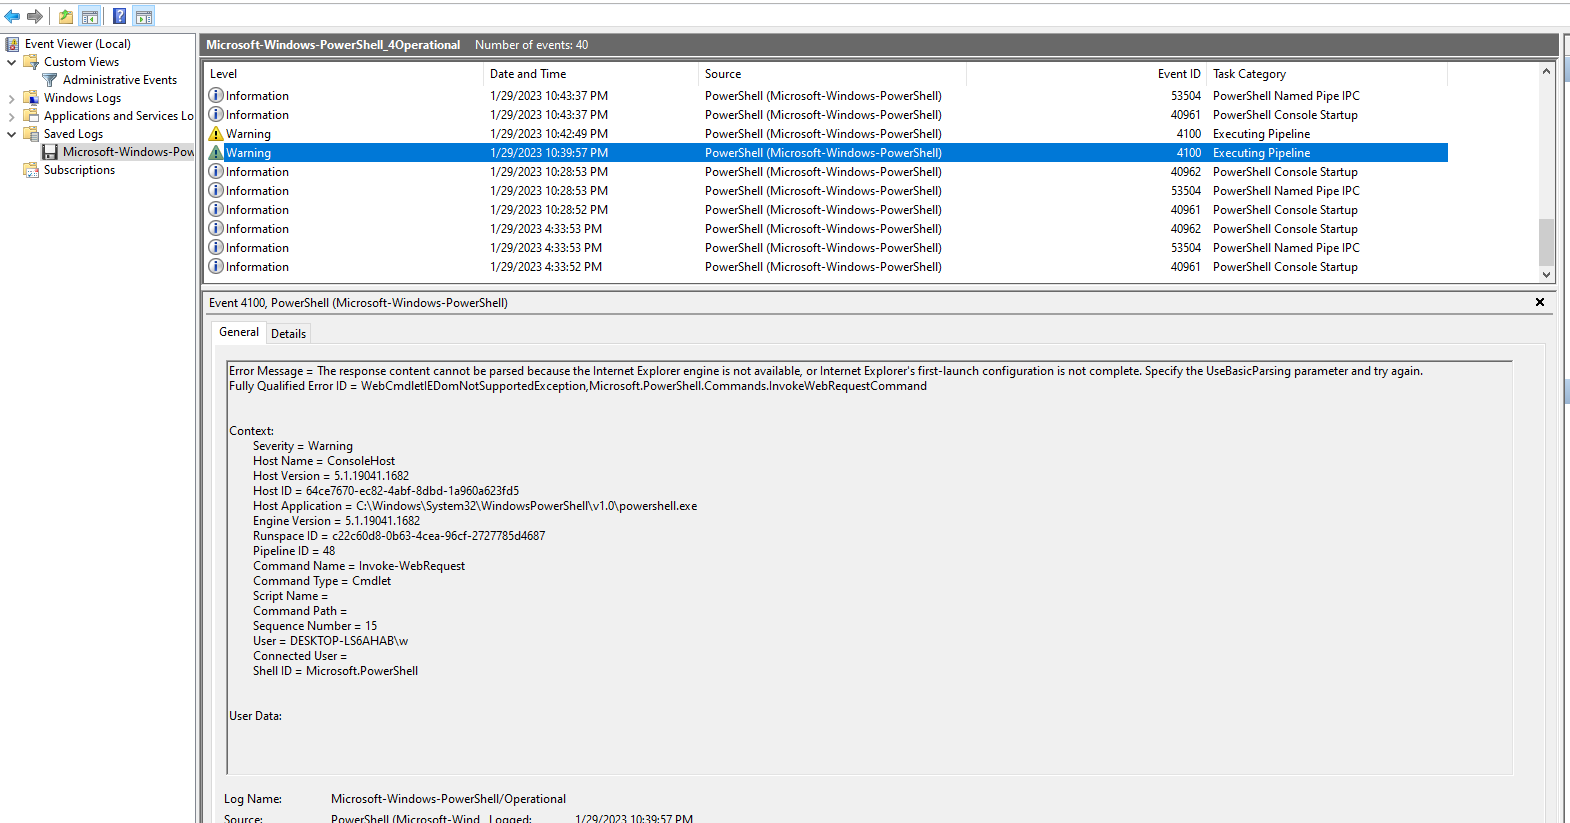 Event Viewer (Local)
Custom Views
Administrative Events
Windows Logs
Applications and Services Lo
Saved Logs
Microsoft-Windows-Pow
Subscriptions
Microsoft-Windows-PowerShell_4Operational Number of events: 40
Level Date and Time Source Event ID Task Category
Information 1/29/2023 10:43:37 PM PowerShell (Microsoft-Windows-PowerShell) 53504 PowerShell Named Pipe IPC
Information 1/29/2023 10:43:37 PM PowerShell (Microsoft-Windows-PowerShell) 40961 PowerShell Console Startup
Warning 1/29/2023 10:42:49 PM PowerShell (Microsoft-Windows-PowerShell) 4100 Executing Pipeline
Warning 1/29/2023 10:39:57 PM PowerShell (Microsoft-Windows-PowerShell) 4100 Executing Pipeline
Information 1/29/2023 10:28:53 PM PowerShell (Microsoft-Windows-PowerShell) 40962 PowerShell Console Startup
Information 1/29/2023 10:28:53 PM PowerShell (Microsoft-Windows-PowerShell) 53504 PowerShell Named Pipe IPC
Information 1/29/2023 10:28:52 PM PowerShell (Microsoft-Windows-PowerShell) 40961 PowerShell Console Startup
Information 1/29/2023 4:33:53 PM PowerShell (Microsoft-Windows-PowerShell) 40962 PowerShell Console Startup
Information 1/29/2023 4:33:53 PM PowerShell (Microsoft-Windows-PowerShell) 53504 PowerShell Named Pipe IPC
Information 1/29/2023 4:33:52 PM PowerShell (Microsoft-Windows-PowerShell) 40961 PowerShell Console Startup
Event 4100, PowerShell (Microsoft-Windows-PowerShell)
General Details
Error Message = The response content cannot be parsed because the Internet Explorer engine is not available, or Internet Explorer's first-launch configuration is not complete. Specify the UseBasicParsing parameter and try again.
Fully Qualified Error ID = WebCmdletIEDomNotSupportedException,Microsoft.PowerShell.Commands.InvokeWebRequestCommand
Context:
Severity = Warning
Host Name = ConsoleHost
Host Version = 5.1.19041.1682
Host ID = 64ce7670-ec82-4abf-8dbd-1a960a623fd5
Host Application = C:\Windows\System32\WindowsPowerShell\v1.0\powershell.exe
Engine Version = 5.1.19041.1682
Runspace ID = c22c60d8-0b63-4cea-96cf-2727785d4687
Pipeline ID = 48
Command Name = Invoke-WebRequest
Command Type = Cmdlet
Script Name =
Command Path =
Sequence Number = 15
User = DESKTOP-LS6AHAB\w
Connected User =
Shell ID = Microsoft.PowerShell
User Data:
Log Name: Microsoft-Windows-PowerShell/Operational
Source: PowerShell (Microsoft-Wind Logged: 1/29/2023 10:39:57 PM